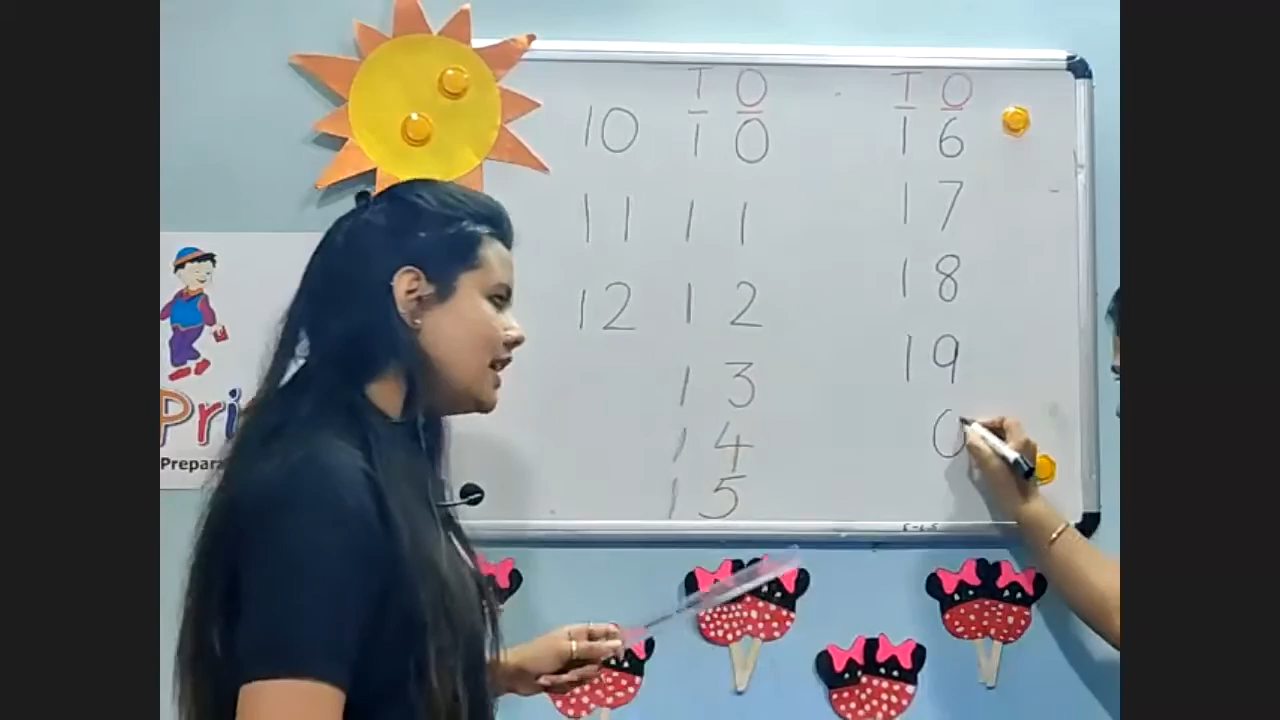 T O T O
10 1 0 1 6
11 1 1 1 7
12 1 2 1 8
1 3 1 9
1 4 0
1 5
Pri
Prepara